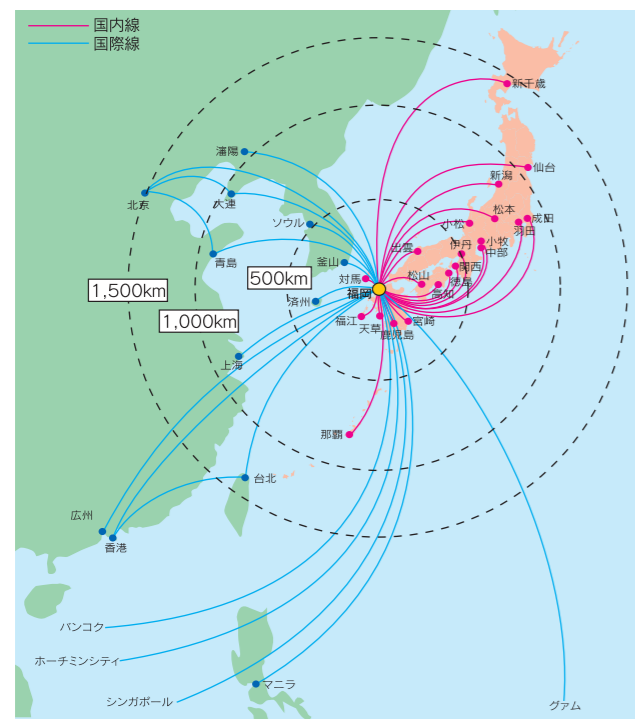 国内線
国際線
新千歳
瀋陽
仙台
新潟
北京
大連
松本
成田
ソウル
小松
羽田
小牧
出雲
伊丹
中部
青島
釜山
関西
500km
対馬
松山
徳島
1,500km
福岡
高知
済州
1,000km
福江
宮崎
天草
鹿児島
上海
那覇
台北
広州
香港
バンコク
ホーチミンシティ
マニラ
シンガポール
グァム